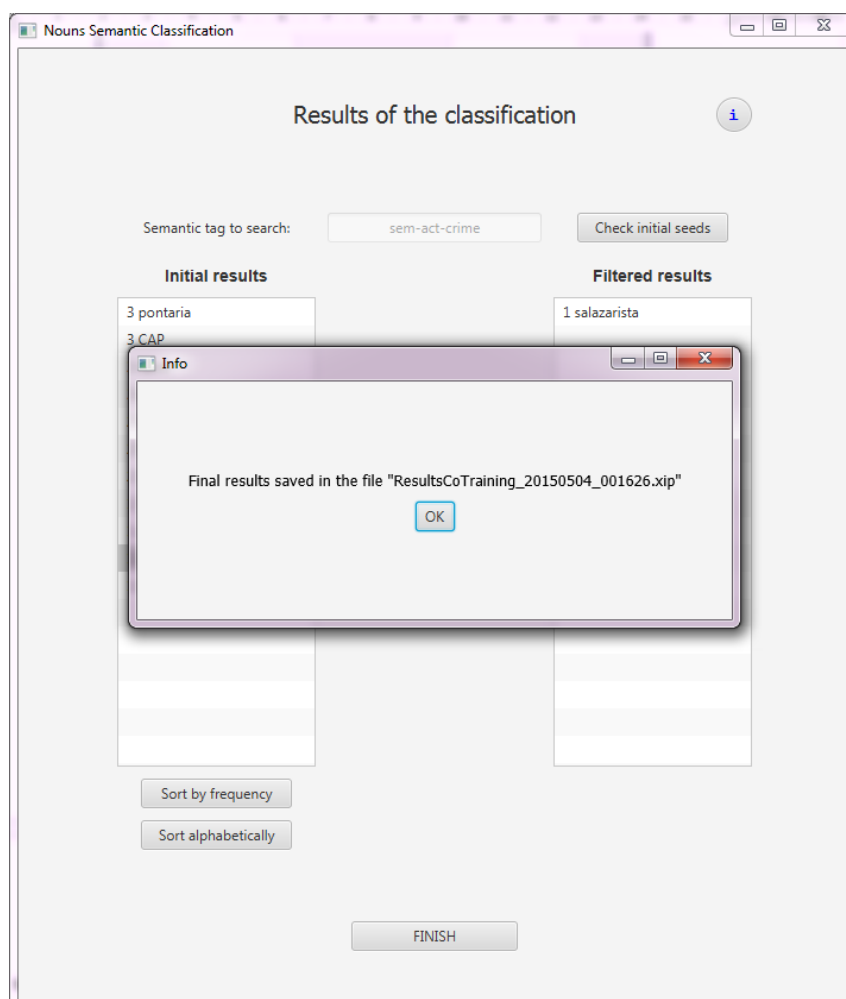 Nouns Semantic Classification
Results of the classification
i
Semantic tag to search:
sem-act-crime
Check initial seeds
Initial results
Filtered results
3 pontaria
1 salazarista
3 CAP
Info
Final results saved in the file "ResultsCoTraining_20150504_001626.xip"
OK
Sort by frequency
Sort alphabetically
FINISH